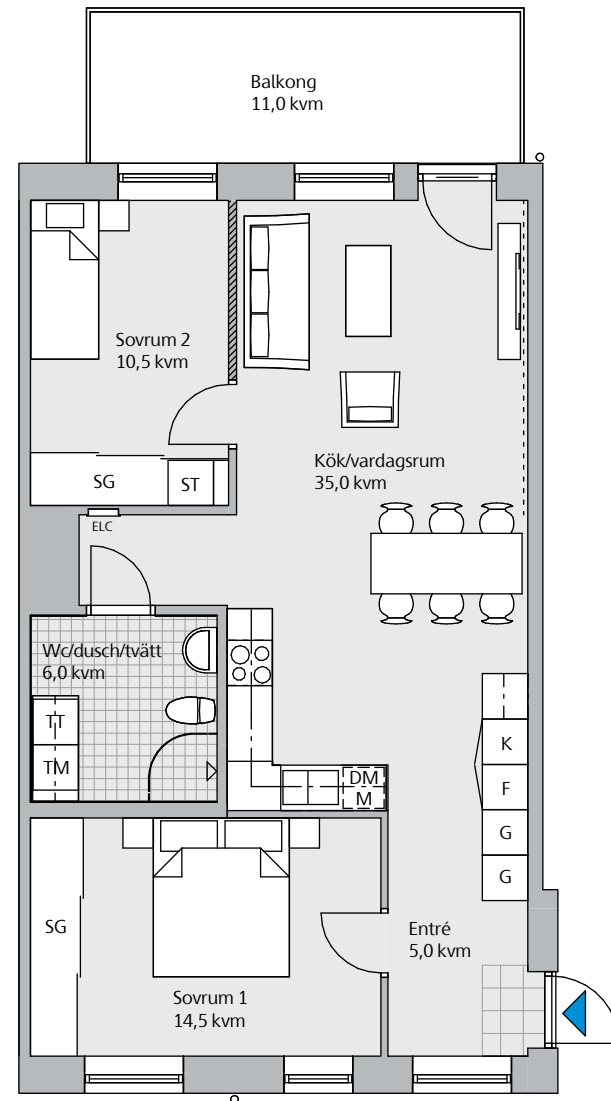 Balkong
11,0 kvm
Sovrum 2
10,5 kvm
Kök/vardagsrum
35,0 kvm
SG
ST
ELC
Wc/dusch/tvätt
6,0 kvm
TT
TM
K
DM
M
F
G
G
SG
Entré
5,0 kvm
Sovrum 1
14,5 kvm